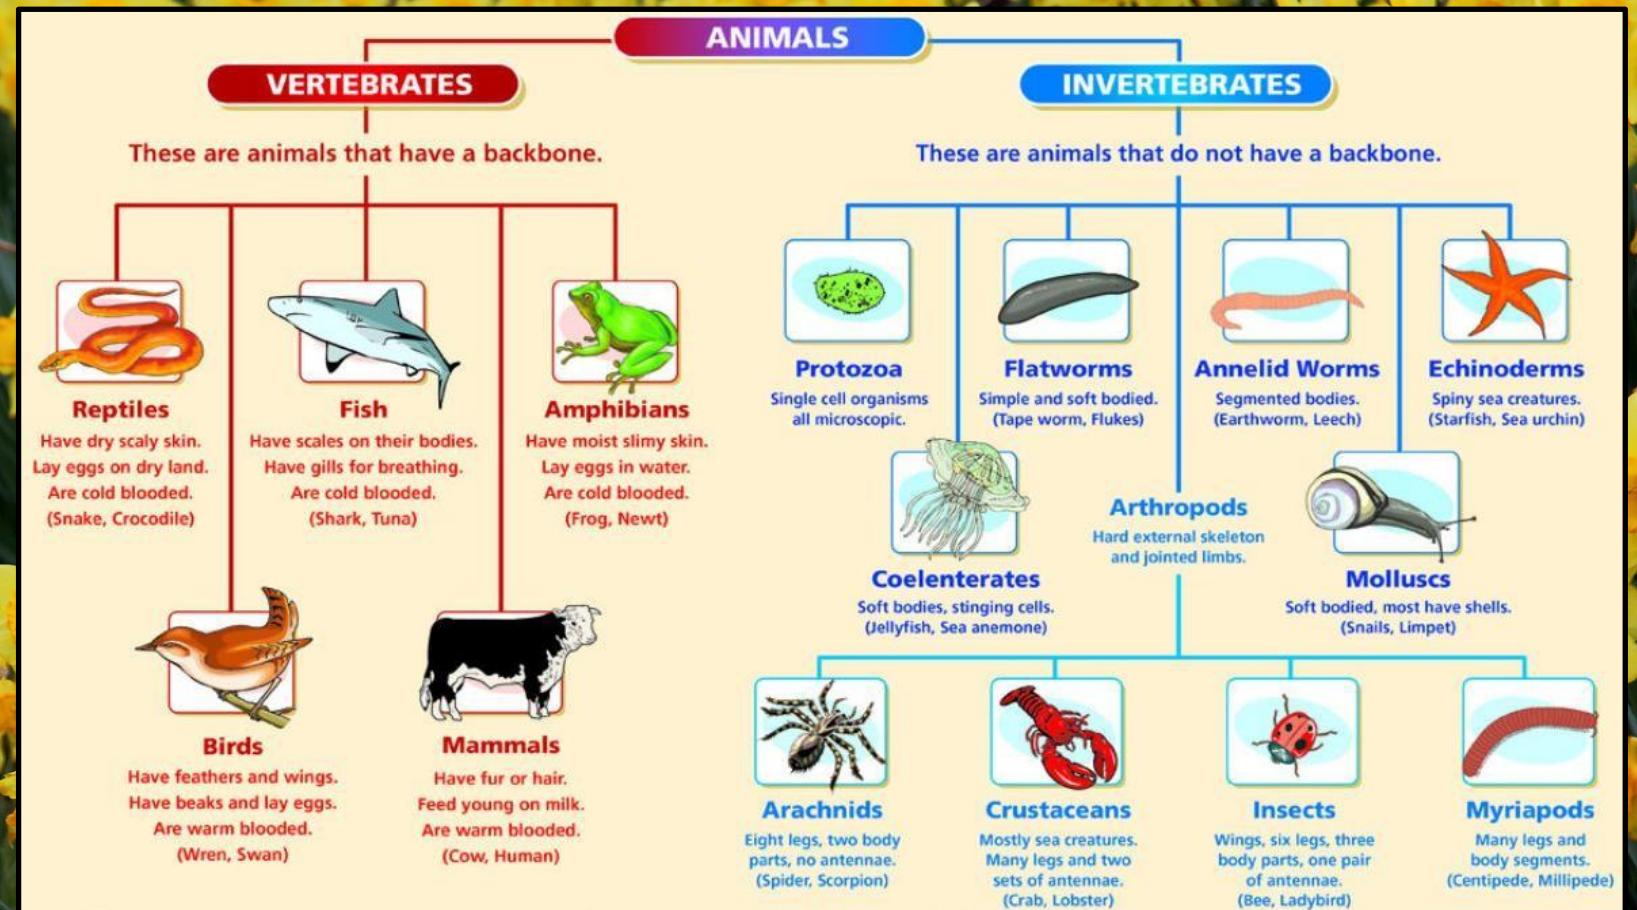 ANIMALS
VERTEBRATES
These are animals that have a backbone.
Reptiles
Have dry scaly skin.
Lay eggs on dry land.
Are cold blooded.
(Snake, Crocodile)
Fish
Have scales on their bodies.
Have gills for breathing.
Are cold blooded.
(Shark, Tuna)
Amphibians
Have moist slimy skin.
Lay eggs in water.
Are cold blooded.
(Frog, Newt)
Birds
Have feathers and wings.
Have beaks and lay eggs.
Are warm blooded.
(Wren, Swan)
Mammals
Have fur or hair.
Feed young on milk.
Are warm blooded.
(Cow, Human)
INVERTEBRATES
These are animals that do not have a backbone.
Protozoa
Single cell organisms
all microscopic.
Flatworms
Simple and soft bodied.
(Tape worm, Flukes)
Annelid Worms
Segmented bodies.
(Earthworm, Leech)
Echinoderms
Spiny sea creatures.
(Starfish, Sea urchin)
Coelenterates
Soft bodies, stinging cells.
(Jellyfish, Sea anemone)
Arthropods
Hard external skeleton
and jointed limbs.
Molluscs
Soft bodied, most have shells.
(Snails, Limpet)
Arachnids
Eight legs, two body
parts, no antennae.
(Spider, Scorpion)
Crustaceans
Mostly sea creatures.
Many legs and two
sets of antennae.
(Crab, Lobster)
Insects
Wings, six legs, three
body parts, one pair
of antennae.
(Bee, Ladybird)
Myriapods
Many legs and
body segments.
(Centipede, Millipede)